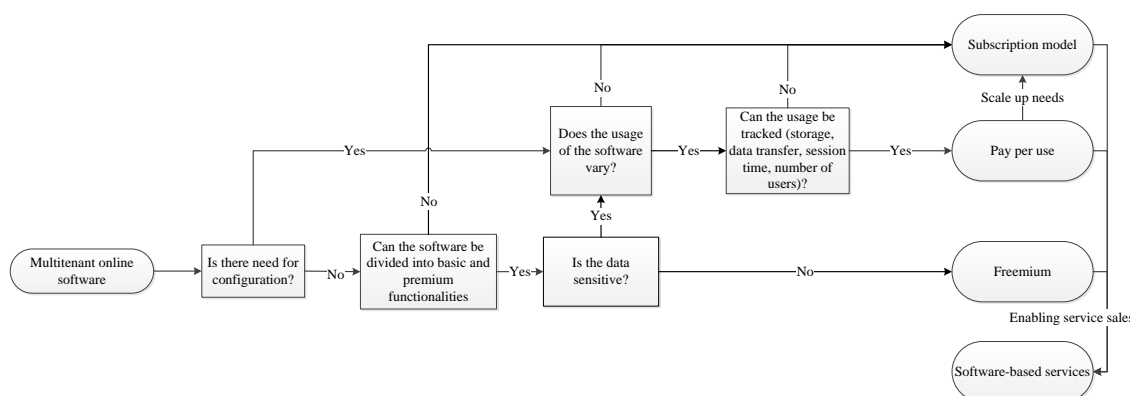 Subscription model
No
No
Scale up needs
Does the usage
of the software
vary?
Can the usage be
tracked (storage,
data transfer, session
time, number of
users)?
Yes
Yes
Yes
Pay per use
No
Yes
Multitenant online
software
Is there need for
configuration?
No
Can the software be
divided into basic and
premium
functionalities
Yes
Is the data
sensitive?
No
Freemium
Enabling service sales
Software-based services